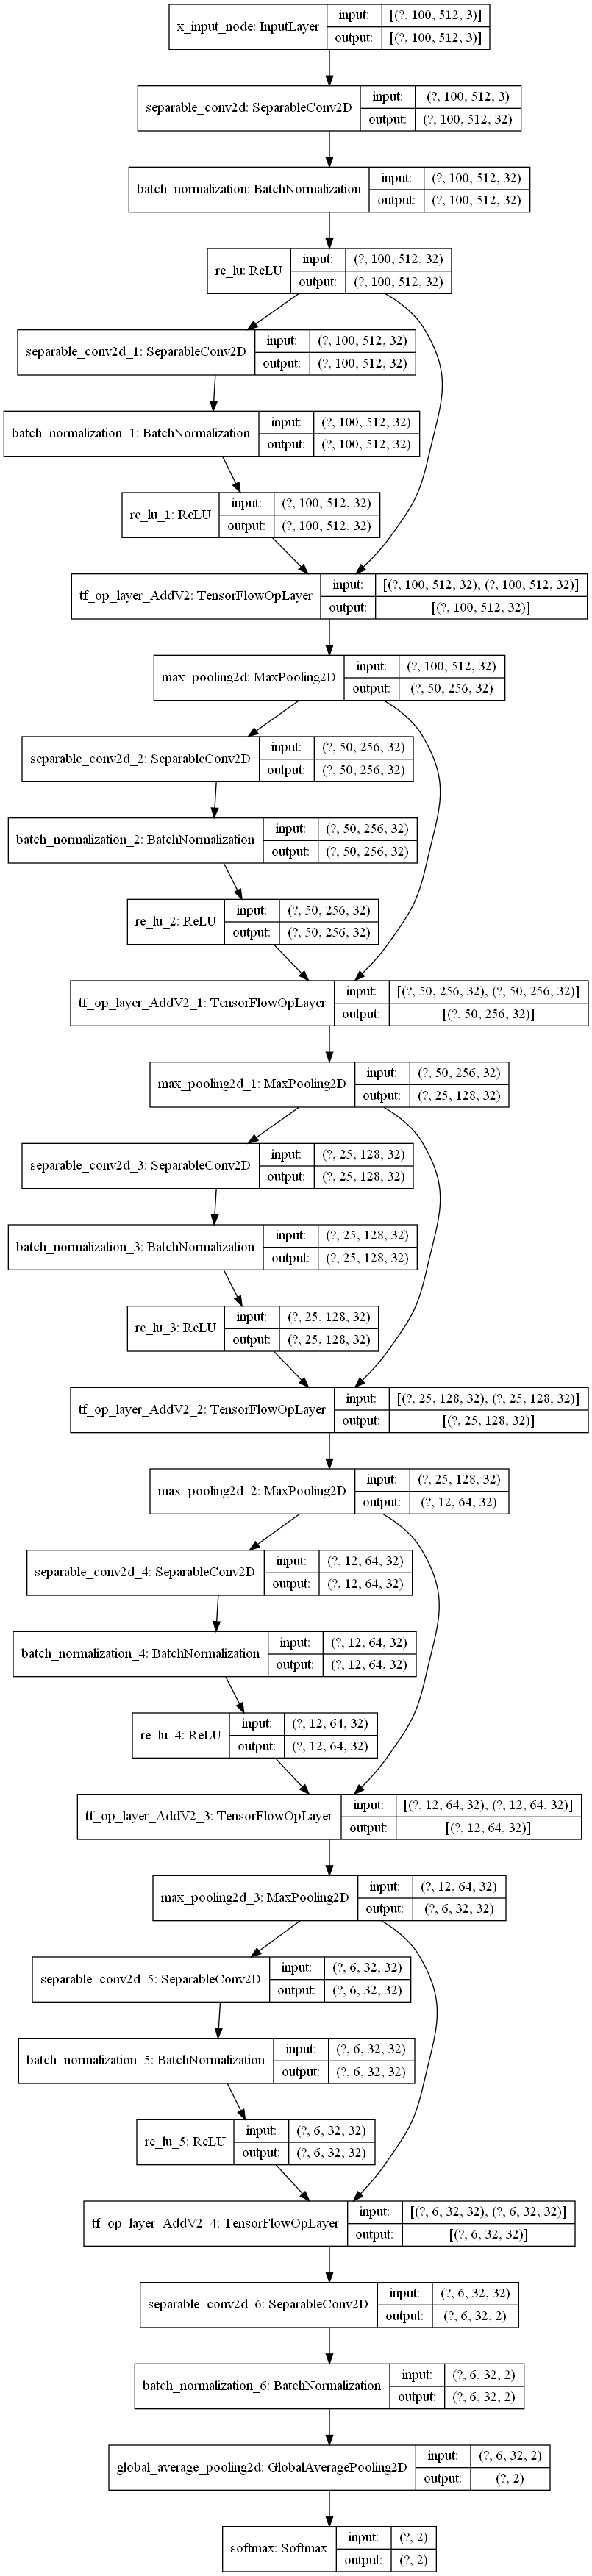 x_input_node: InputLayer
input: [(?, 100, 512, 3)]
output: [(?, 100, 512, 3)]
separable_conv2d: SeparableConv2D
input: (?, 100, 512, 3)
output: (?, 100, 512, 32)
batch_normalization: BatchNormalization
input: (?, 100, 512, 32)
output: (?, 100, 512, 32)
re_lu: ReLU
input: (?, 100, 512, 32)
output: (?, 100, 512, 32)
separable_conv2d_1: SeparableConv2D
input: (?, 100, 512, 32)
output: (?, 100, 512, 32)
batch_normalization_1: BatchNormalization
input: (?, 100, 512, 32)
output: (?, 100, 512, 32)
re_lu_1: ReLU
input: (?, 100, 512, 32)
output: (?, 100, 512, 32)
tf_op_layer_AddV2: TensorFlowOpLayer
input: [(?, 100, 512, 32), (?, 100, 512, 32)]
output: [(?, 100, 512, 32)]
max_pooling2d: MaxPooling2D
input: (?, 100, 512, 32)
output: (?, 50, 256, 32)
separable_conv2d_2: SeparableConv2D
input: (?, 50, 256, 32)
output: (?, 50, 256, 32)
batch_normalization_2: BatchNormalization
input: (?, 50, 256, 32)
output: (?, 50, 256, 32)
re_lu_2: ReLU
input: (?, 50, 256, 32)
output: (?, 50, 256, 32)
tf_op_layer_AddV2_1: TensorFlowOpLayer
input: [(?, 50, 256, 32), (?, 50, 256, 32)]
output: [(?, 50, 256, 32)]
max_pooling2d_1: MaxPooling2D
input: (?, 50, 256, 32)
output: (?, 25, 128, 32)
separable_conv2d_3: SeparableConv2D
input: (?, 25, 128, 32)
output: (?, 25, 128, 32)
batch_normalization_3: BatchNormalization
input: (?, 25, 128, 32)
output: (?, 25, 128, 32)
re_lu_3: ReLU
input: (?, 25, 128, 32)
output: (?, 25, 128, 32)
tf_op_layer_AddV2_2: TensorFlowOpLayer
input: [(?, 25, 128, 32), (?, 25, 128, 32)]
output: [(?, 25, 128, 32)]
max_pooling2d_2: MaxPooling2D
input: (?, 25, 128, 32)
output: (?, 12, 64, 32)
separable_conv2d_4: SeparableConv2D
input: (?, 12, 64, 32)
output: (?, 12, 64, 32)
batch_normalization_4: BatchNormalization
input: (?, 12, 64, 32)
output: (?, 12, 64, 32)
re_lu_4: ReLU
input: (?, 12, 64, 32)
output: (?, 12, 64, 32)
tf_op_layer_AddV2_3: TensorFlowOpLayer
input: [(?, 12, 64, 32), (?, 12, 64, 32)]
output: [(?, 12, 64, 32)]
max_pooling2d_3: MaxPooling2D
input: (?, 12, 64, 32)
output: (?, 6, 32, 32)
separable_conv2d_5: SeparableConv2D
input: (?, 6, 32, 32)
output: (?, 6, 32, 32)
batch_normalization_5: BatchNormalization
input: (?, 6, 32, 32)
output: (?, 6, 32, 32)
re_lu_5: ReLU
input: (?, 6, 32, 32)
output: (?, 6, 32, 32)
tf_op_layer_AddV2_4: TensorFlowOpLayer
input: [(?, 6, 32, 32), (?, 6, 32, 32)]
output: [(?, 6, 32, 32)]
separable_conv2d_6: SeparableConv2D
input: (?, 6, 32, 32)
output: (?, 6, 32, 2)
batch_normalization_6: BatchNormalization
input: (?, 6, 32, 2)
output: (?, 6, 32, 2)
global_average_pooling2d: GlobalAveragePooling2D
input: (?, 6, 32, 2)
output: (?, 2)
softmax: Softmax
input: (?, 2)
output: (?, 2)